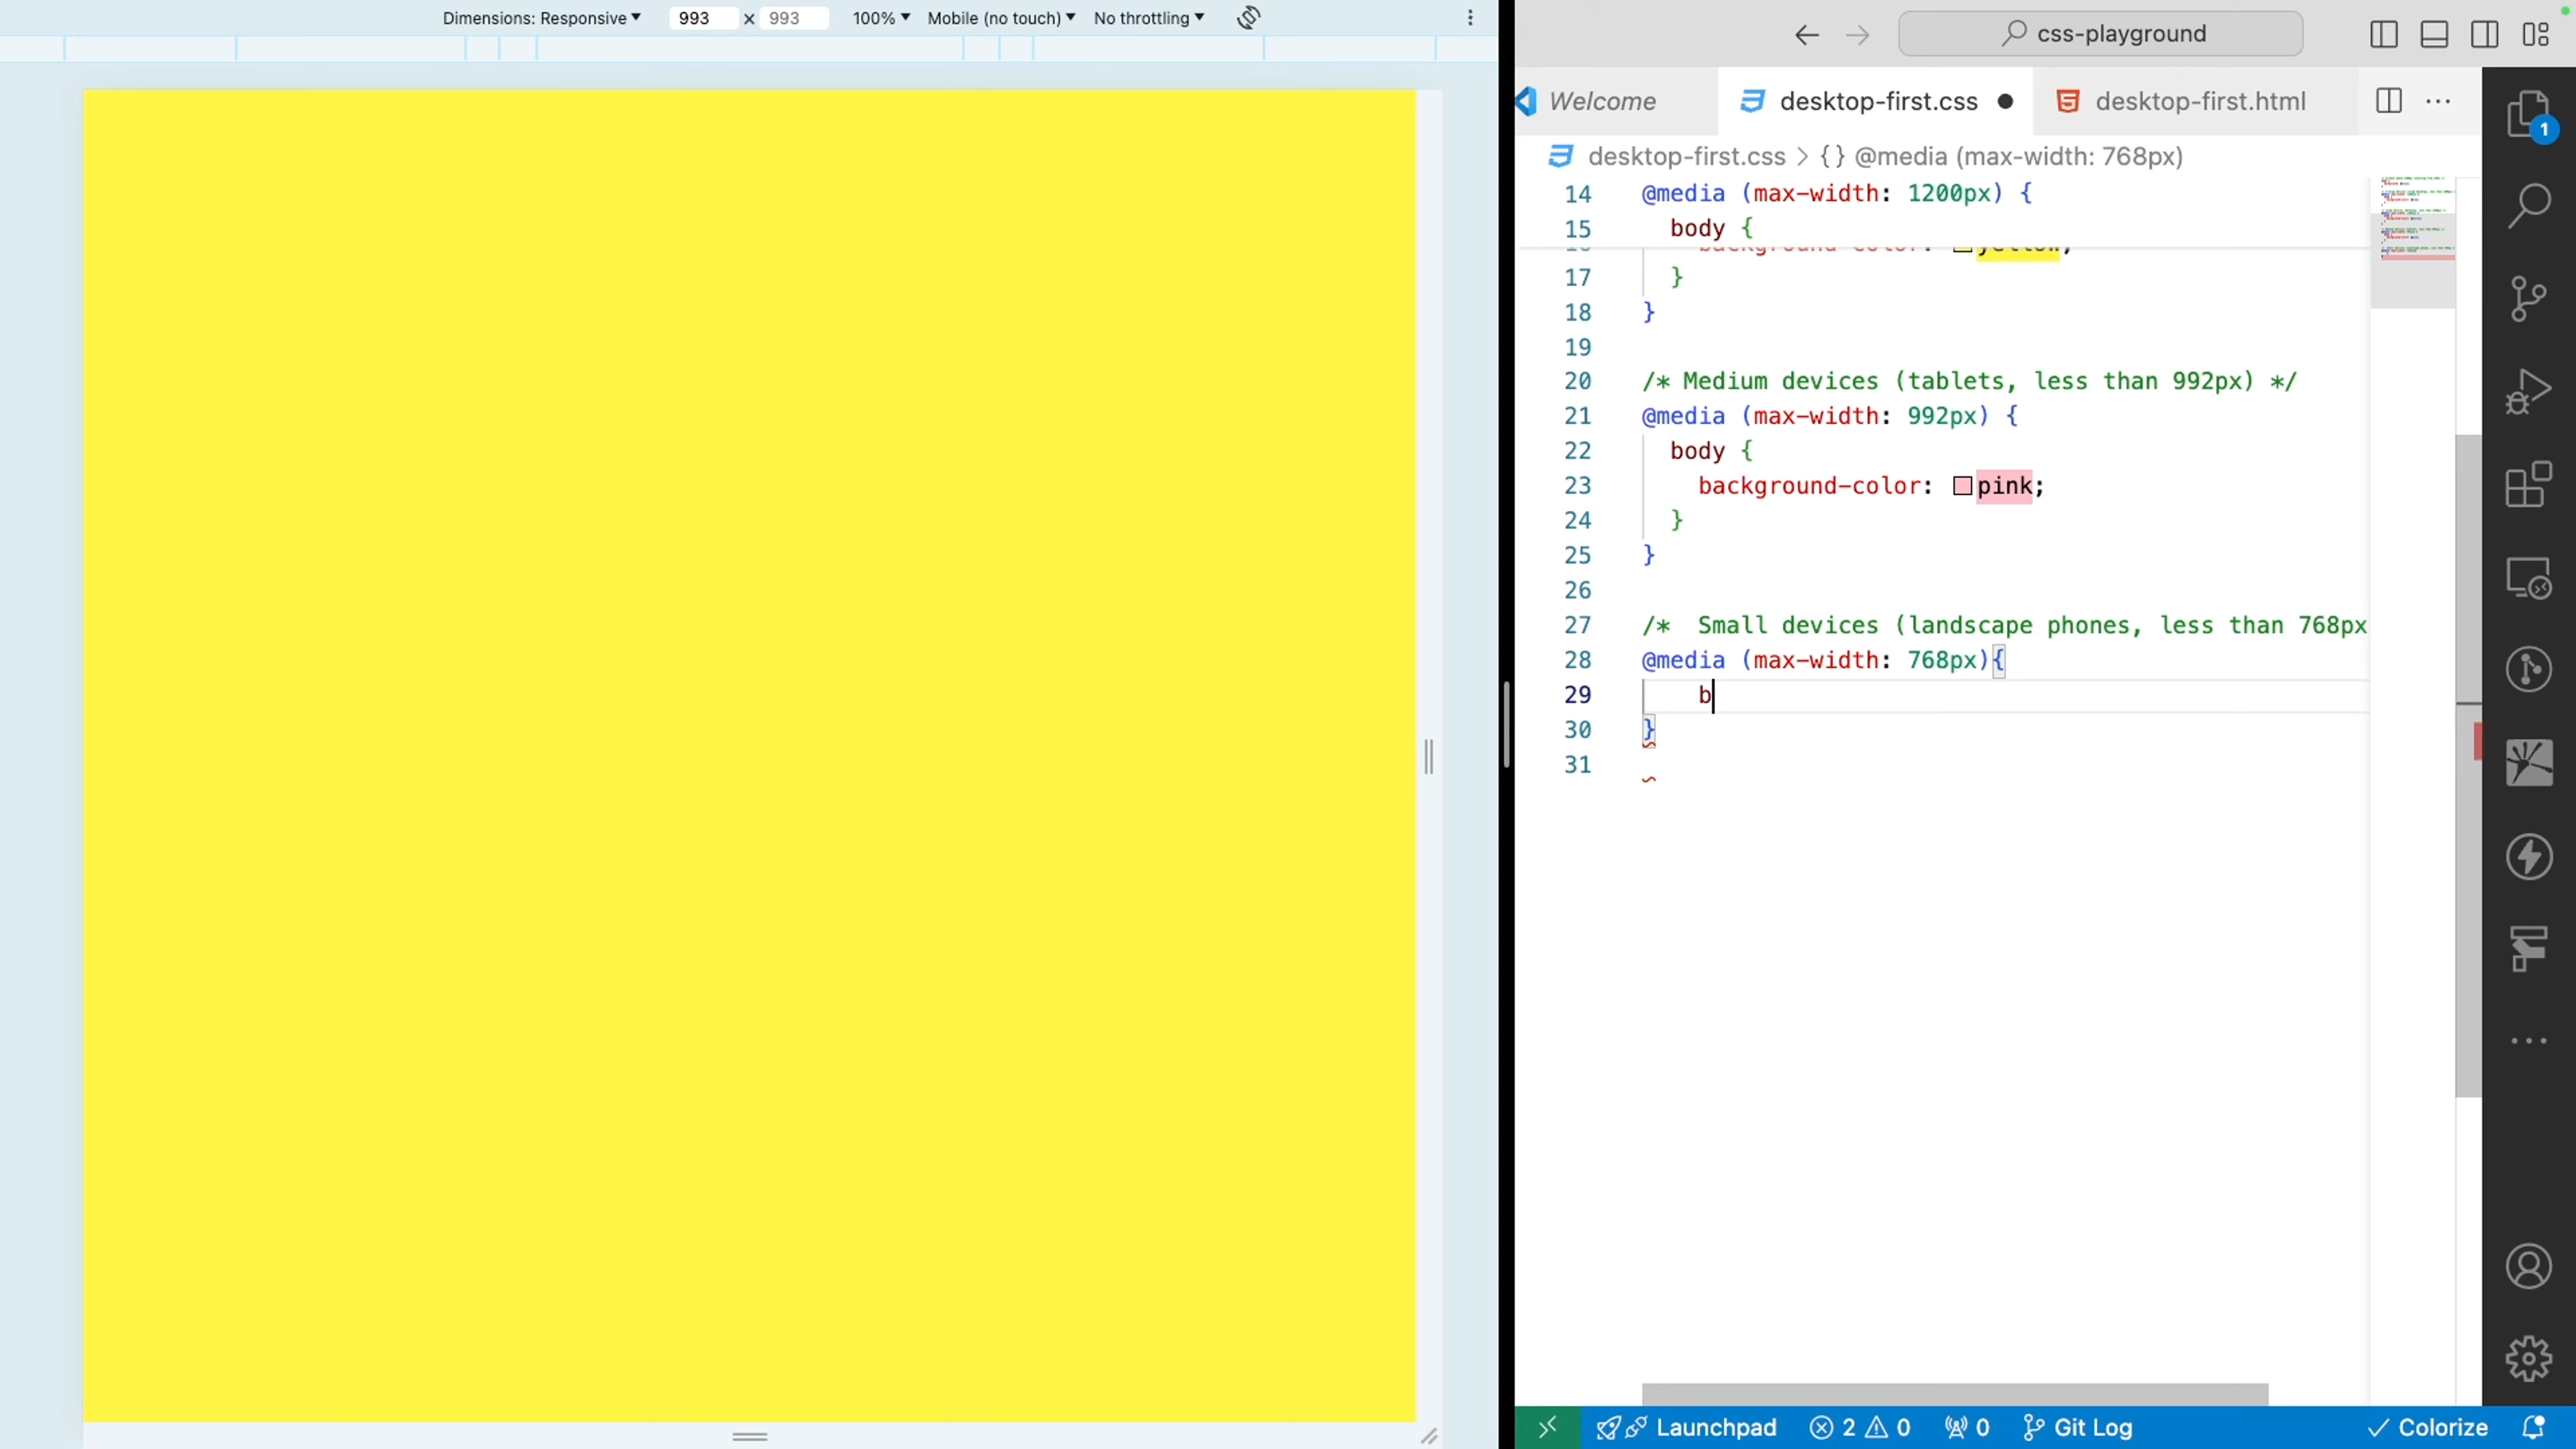 Dimensions: Responsive 993 x 993 100% Mobile (no touch) No throttling
css-playground
Welcome desktop-first.css desktop-first.html
1
desktop-first.css > {} @media (max-width: 768px)
14 @media (max-width: 1200px) {
15 body {
16 background-color: yellow;
17 }
18 }
19
20 /* Medium devices (tablets, less than 992px) */
21 @media (max-width: 992px) {
22 body {
23 background-color: pink;
24 }
25 }
26
27 /*  Small devices (landscape phones, less than 768px
28 @media (max-width: 768px){
29 b
30 }
31
Launchpad 2 0 0 Git Log Colorize